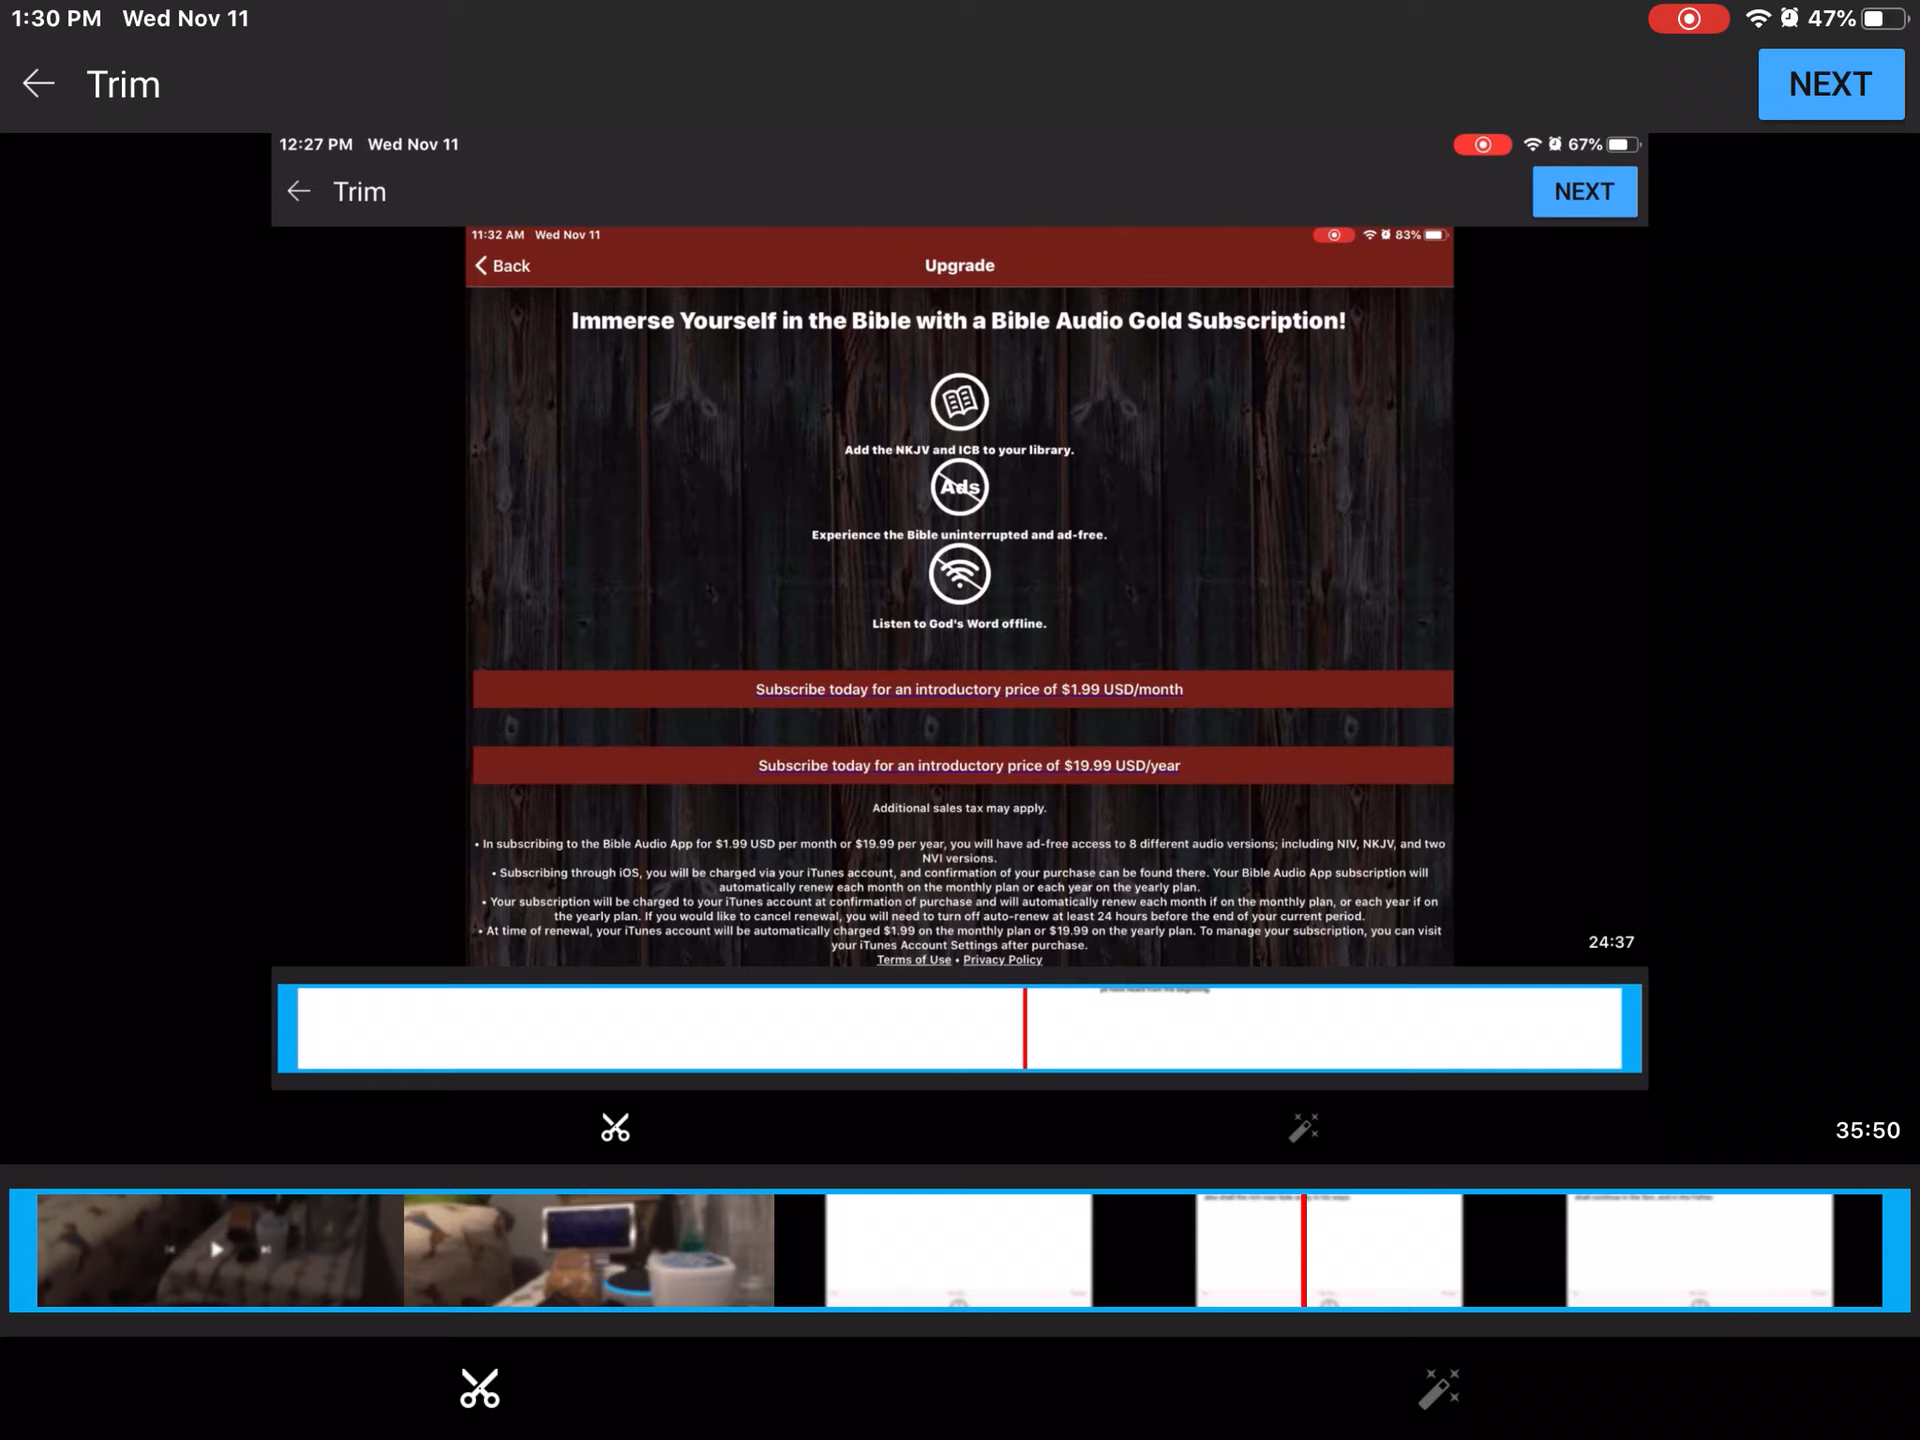 1:30 PM Wed Nov 11
47%
Trim
NEXT
12:27 PM Wed Nov 11
67%
Trim
NEXT
11:32 AM Wed Nov 11
83%
Back
Upgrade
Immerse Yourself in the Bible with a Bible Audio Gold Subscription!
Add the NKJV and ICB to your library.
Ads
Experience the Bible uninterrupted and ad-free.
Listen to God's Word offline.
Subscribe today for an introductory price of $1.99 USD/month
Subscribe today for an introductory price of $19.99 USD/year
Additional sales tax may apply.
• In subscribing to the Bible Audio App for $1.99 USD per month or $19.99 per year, you will have ad-free access to 8 different audio versions; including NIV, NKJV, and two
NVI versions.
• Subscribing through iOS, you will be charged via your iTunes account, and confirmation of your purchase can be found there. Your Bible Audio App subscription will
automatically renew each month on the monthly plan or each year on the yearly plan.
• Your subscription will be charged to your iTunes account at confirmation of purchase and will automatically renew each month if on the monthly plan, or each year if on
the yearly plan. If you would like to cancel renewal, you will need to turn off auto-renew at least 24 hours before the end of your current period.
• At time of renewal, your iTunes account will be automatically charged $1.99 on the monthly plan or $19.99 on the yearly plan. To manage your subscription, you can visit
your iTunes Account Settings after purchase.
Terms of Use • Privacy Policy
24:37
35:50